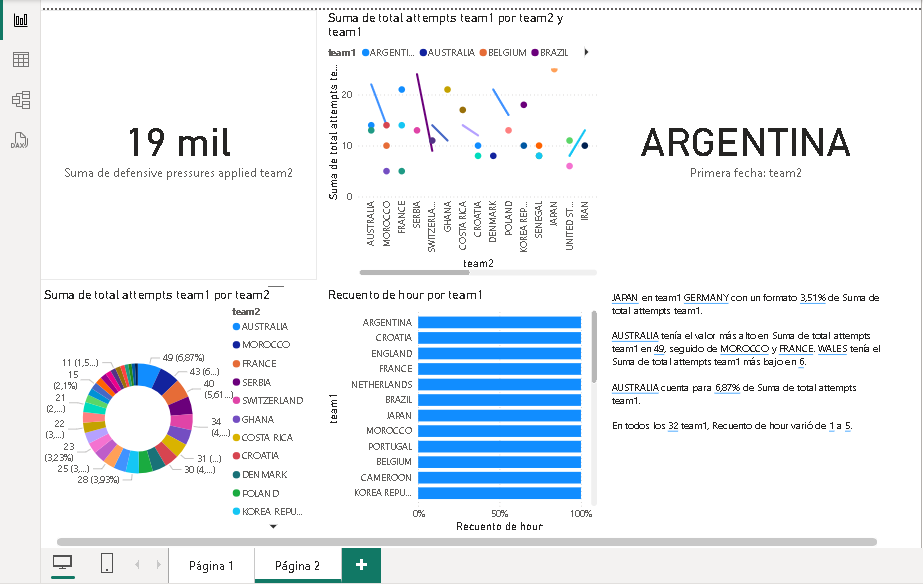 DAX
19 mil
Suma de defensive pressures applied team2
Suma de total attempts team1 por team2 y
team1
team1 ARGENTI... AUSTRALIA BELGIUM BRAZIL
Suma de total attempts te...
20
10
0
AUSTRALIA
MOROCCO
FRANCE
SERBIA
SWITZERLA...
GHANA
COSTA RICA
CROATIA
DENMARK
POLAND
KOREA REP...
SENEGAL
JAPAN
UNITED ST...
IRAN
team2
ARGENTINA
Primera fecha: team2
Suma de total attempts team1 por team2
team2
AUSTRALIA
MOROCCO
FRANCE
SERBIA
SWITZERLAND
GHANA
COSTA RICA
CROATIA
DENMARK
POLAND
KOREA REPU...
49 (6,87%)
43 (6...)
40
(5,61...)
34
(4,...)
31 (...)
30 (4,...)
28 (3,93%)
25 (3,...)
23
(3,23%)
22
(3,...)
21
(2,...)
15
(2,1%)
11 (1,5...)
Recuento de hour por team1
team1
ARGENTINA
CROATIA
ENGLAND
FRANCE
NETHERLANDS
BRAZIL
JAPAN
MOROCCO
PORTUGAL
BELGIUM
CAMEROON
KOREA REPU...
0% 50% 100%
Recuento de hour
JAPAN en team1 GERMANY con un formato 3,51% de Suma de
total attempts team1.
AUSTRALIA tenía el valor más alto en Suma de total attempts
team1 en 49, seguido de MOROCCO y FRANCE. WALES tenía el
Suma de total attempts team1 más bajo en 6.
AUSTRALIA cuenta para 6,87% de Suma de total attempts
team1.
En todos los 32 team1, Recuento de hour varió de 1 a 5.
Página 1 Página 2 +